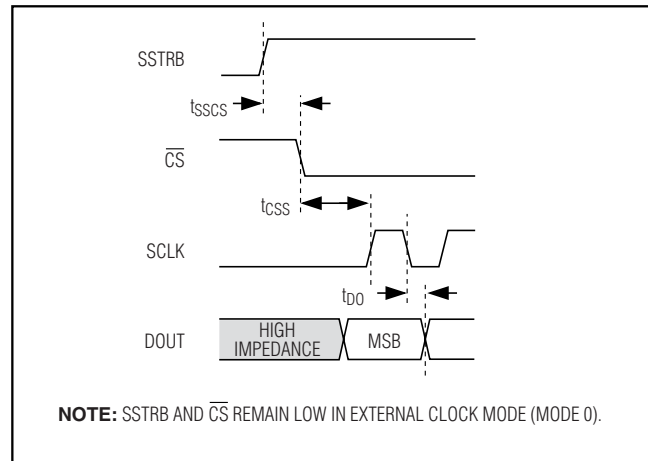 SSTRB
tSSCS
CS
tCSS
SCLK
tDO
DOUT
HIGH
IMPEDANCE
MSB
NOTE: SSTRB AND CS REMAIN LOW IN EXTERNAL CLOCK MODE (MODE 0).